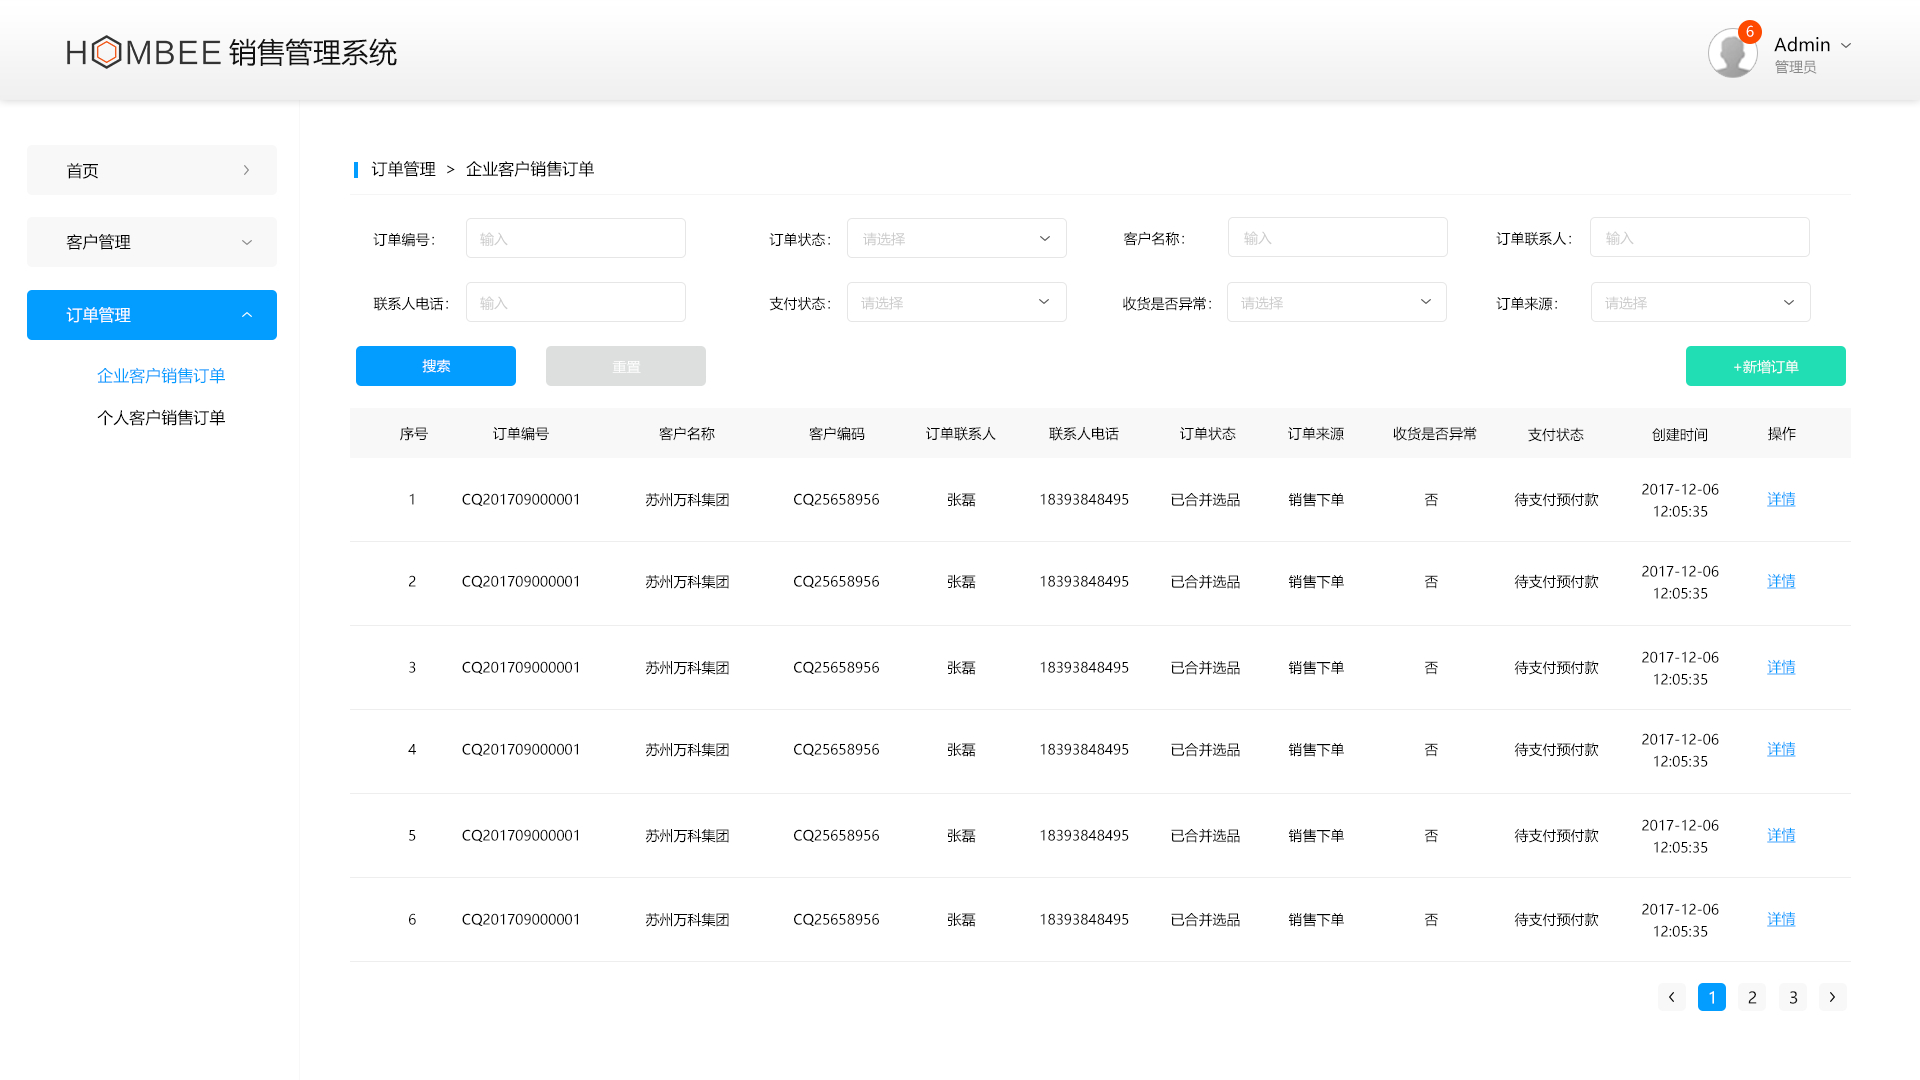 HOMBEE 销售管理系统
6
Admin
管理员
首页
客户管理
订单管理
企业客户销售订单
个人客户销售订单
订单管理 > 企业客户销售订单
订单编号： 输入 订单状态： 请选择 客户名称： 输入 订单联系人： 输入
联系人电话： 输入 支付状态： 请选择 收货是否异常： 请选择 订单来源： 请选择
搜索 重置 +新增订单
序号 订单编号 客户名称 客户编码 订单联系人 联系人电话 订单状态 订单来源 收货是否异常 支付状态 创建时间 操作
1 CQ201709000001 苏州万科集团 CQ25658956 张磊 18393848495 已合并选品 销售下单 否 待支付预付款 2017-12-06 12:05:35 详情
2 CQ201709000001 苏州万科集团 CQ25658956 张磊 18393848495 已合并选品 销售下单 否 待支付预付款 2017-12-06 12:05:35 详情
3 CQ201709000001 苏州万科集团 CQ25658956 张磊 18393848495 已合并选品 销售下单 否 待支付预付款 2017-12-06 12:05:35 详情
4 CQ201709000001 苏州万科集团 CQ25658956 张磊 18393848495 已合并选品 销售下单 否 待支付预付款 2017-12-06 12:05:35 详情
5 CQ201709000001 苏州万科集团 CQ25658956 张磊 18393848495 已合并选品 销售下单 否 待支付预付款 2017-12-06 12:05:35 详情
6 CQ201709000001 苏州万科集团 CQ25658956 张磊 18393848495 已合并选品 销售下单 否 待支付预付款 2017-12-06 12:05:35 详情
1 2 3